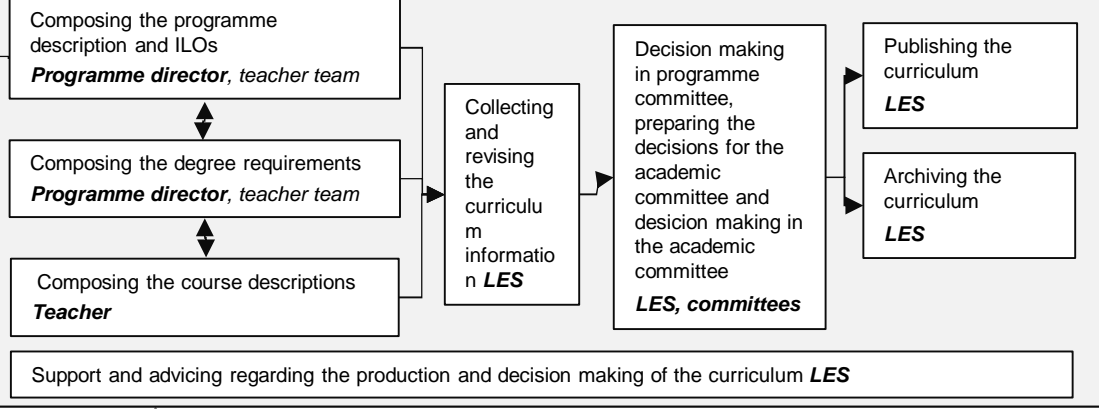 Composing the programme
description and ILOs
Programme director, teacher team
Composing the degree requirements
Programme director, teacher team
Composing the course descriptions
Teacher
Collecting
and
revising
the
curriculu
m
informatio
n LES
Decision making
in programme
committee,
preparing the
decisions for the
academic
committee and
desicion making in
the academic
committee
LES, committees
Publishing the
curriculum
LES
Archiving the
curriculum
LES
Support and advicing regarding the production and decision making of the curriculum LES